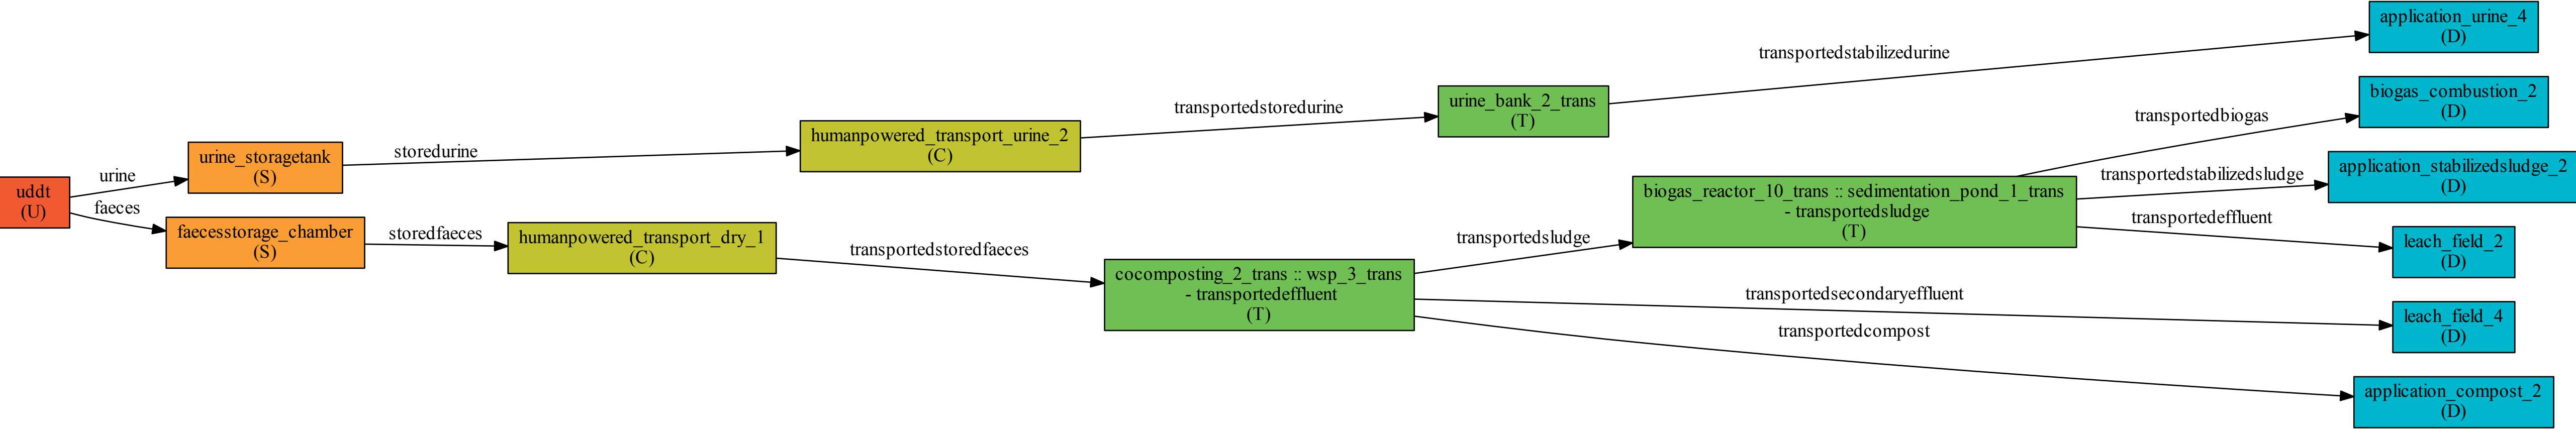 uddt
(U)
urine
faeces
urine_storagetank
(S)
faecesstorage_chamber
(S)
storedurine
storedfaeces
humanpowered_transport_urine_2
(C)
humanpowered_transport_dry_1
(C)
transportedstoredurine
transportedstoredfaeces
urine_bank_2_trans
(T)
cocomposting_2_trans :: wsp_3_trans
- transportedeffluent
(T)
transportedstabilizedurine
transportedsludge
biogas_reactor_10_trans :: sedimentation_pond_1_trans
- transportedsludge
(T)
transportedsecondaryeffluent
transportedcompost
transportedbiogas
transportedstabilizedsludge
transportedeffluent
application_urine_4
(D)
biogas_combustion_2
(D)
application_stabilizedsludge_2
(D)
leach_field_2
(D)
leach_field_4
(D)
application_compost_2
(D)